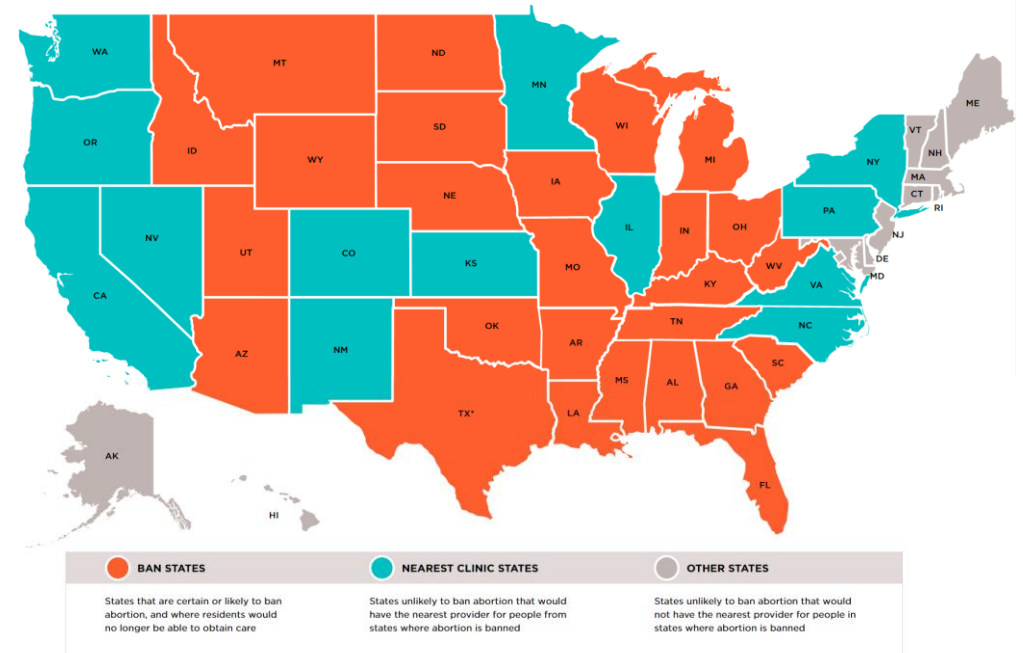 WA
MT
ND
MN
ME
OR
ID
SD
WI
VT
NH
WY
MI
NY
MA
CT
RI
NE
IA
PA
NV
UT
CO
KS
IL
IN
OH
NJ
MO
WV
DE
MD
CA
KY
VA
AZ
NM
OK
AR
TN
NC
SC
TX*
MS
AL
GA
LA
AK
FL
HI
BAN STATES
States that are certain or likely to ban
abortion, and where residents would
no longer be able to obtain care
NEAREST CLINIC STATES
States unlikely to ban abortion that would
have the nearest provider for people from
states where abortion is banned
OTHER STATES
States unlikely to ban abortion that would
not have the nearest provider for people in
states where abortion is banned